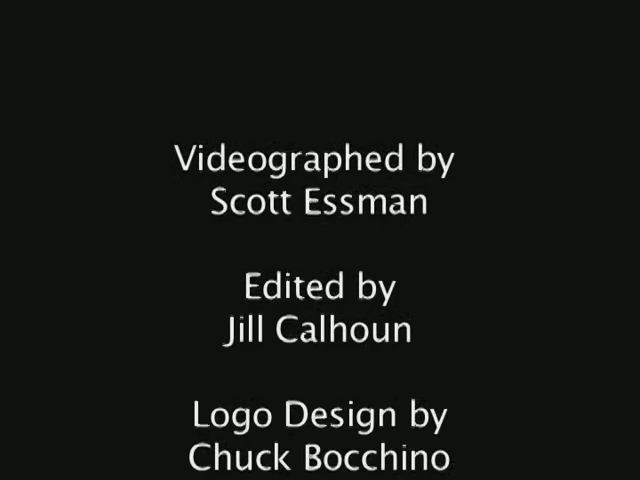 Videographed by
Scott Essman
Edited by
Jill Calhoun
Logo Design by
Chuck Bocchino